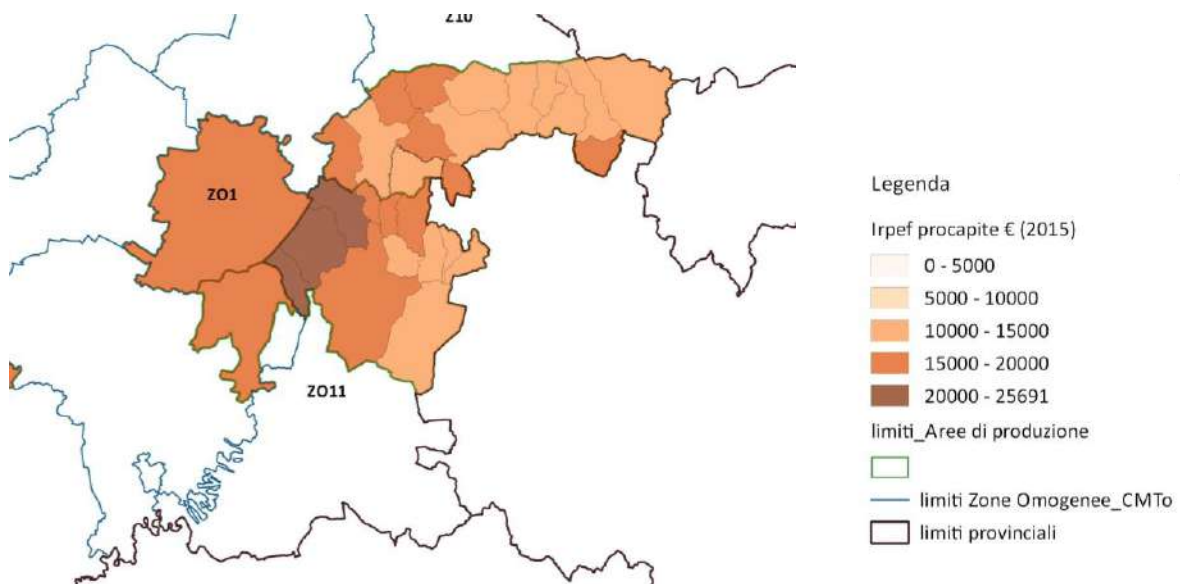 Z10
ZO1
ZO11
Legenda
Irpef procapite € (2015)
0 - 5000
5000 - 10000
10000 - 15000
15000 - 20000
20000 - 25691
limiti_Aree di produzione
limiti Zone Omogenee_CMTo
limiti provinciali